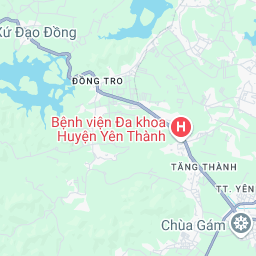 Xứ Đạo Đồng
ĐỒNG TRO
Bệnh viện Đa khoa
Huyện Yên Thành
H
TĂNG THÀNH
TT. YÊN
Chùa Gám